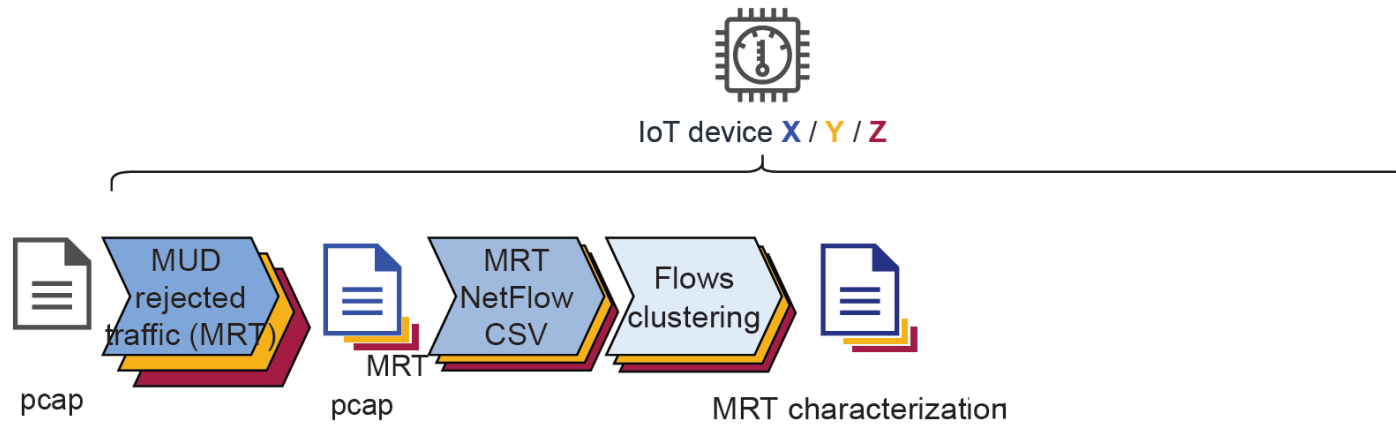 IoT device X / Y / Z
MUD
rejected
traffic (MRT)
MRT
NetFlow
CSV
Flows
clustering
pcap
MRT
pcap
MRT characterization